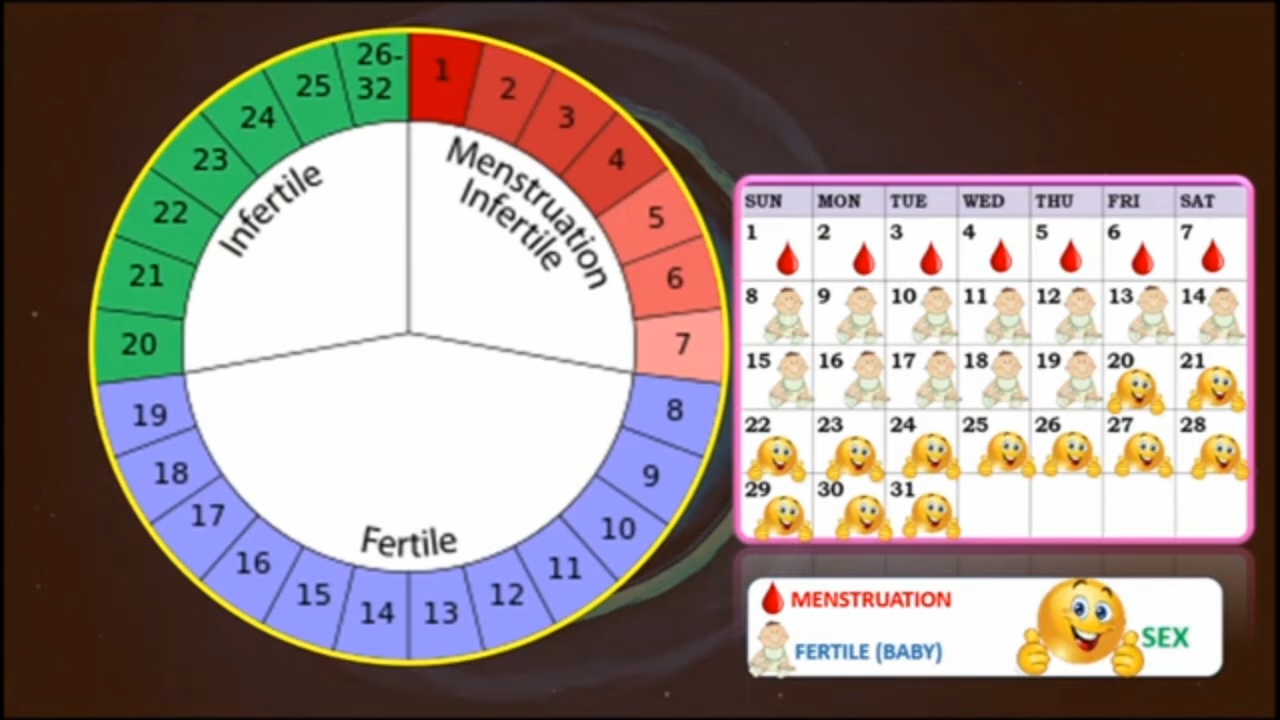 26-
32
1
2
3
4
5
6
7
8
9
10
11
12
13
14
15
16
17
18
19
20
21
22
23
24
25
Menstruation
Infertile
Infertile
Fertile
SUN MON TUE WED THU FRI SAT
1 2 3 4 5 6 7
8 9 10 11 12 13 14
15 16 17 18 19 20 21
22 23 24 25 26 27 28
29 30 31
MENSTRUATION
FERTILE (BABY)
SEX